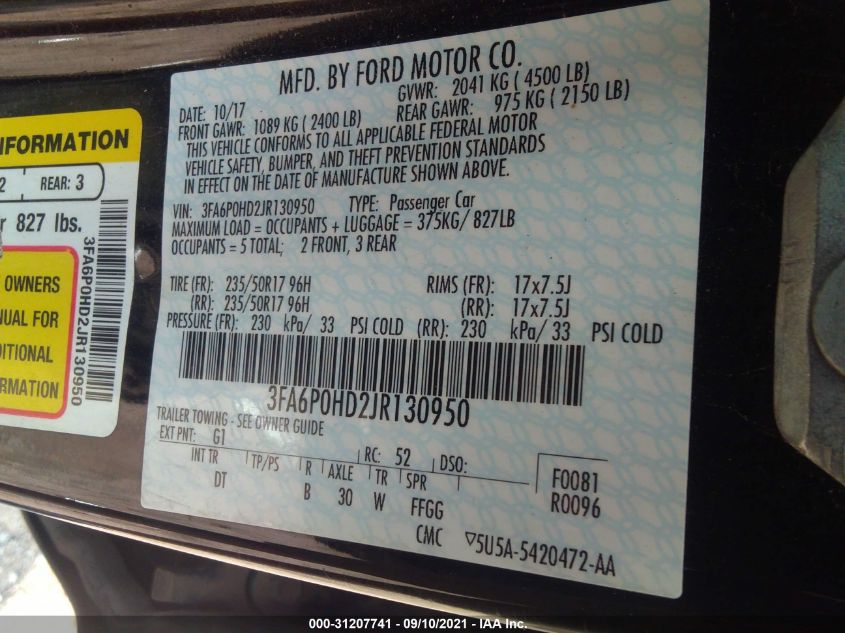 MFD. BY FORD MOTOR CO.
DATE: 10/17 GVWR: 2041 KG ( 4500 LB)
FRONT GAWR: 1089 KG ( 2400 LB) REAR GAWR: 975 KG ( 2150 LB)
THIS VEHICLE CONFORMS TO ALL APPLICABLE FEDERAL MOTOR
VEHICLE SAFETY, BUMPER, AND THEFT PREVENTION STANDARDS
IN EFFECT ON THE DATE OF MANUFACTURE SHOWN ABOVE.
VIN: 3FA6P0HD2JR130950 TYPE: Passenger Car
MAXIMUM LOAD = OCCUPANTS + LUGGAGE = 375KG/ 827LB
OCCUPANTS = 5 TOTAL; 2 FRONT, 3 REAR
TIRE (FR): 235/50R17 96H RIMS (FR): 17x7.5J
(RR): 235/50R17 96H (RR): 17x7.5J
PRESSURE (FR): 230 kPa/ 33 PSI COLD (RR): 230 kPa/ 33 PSI COLD
3FA6P0HD2JR130950
TRAILER TOWING - SEE OWNER GUIDE
EXT PNT: G1 RC: 52 DSO:
INT TR TP/PS R AXLE TR SPR
DT B 30 W FFGG
F0081
R0096
CMC ▽5U5A-5420472-AA
INFORMATION
2 REAR: 3
r 827 lbs.
OWNERS
NUAL FOR
DITIONAL
RMATION
3FA6P0HD2JR130950
000-31207741 - 09/10/2021 - IAA Inc.